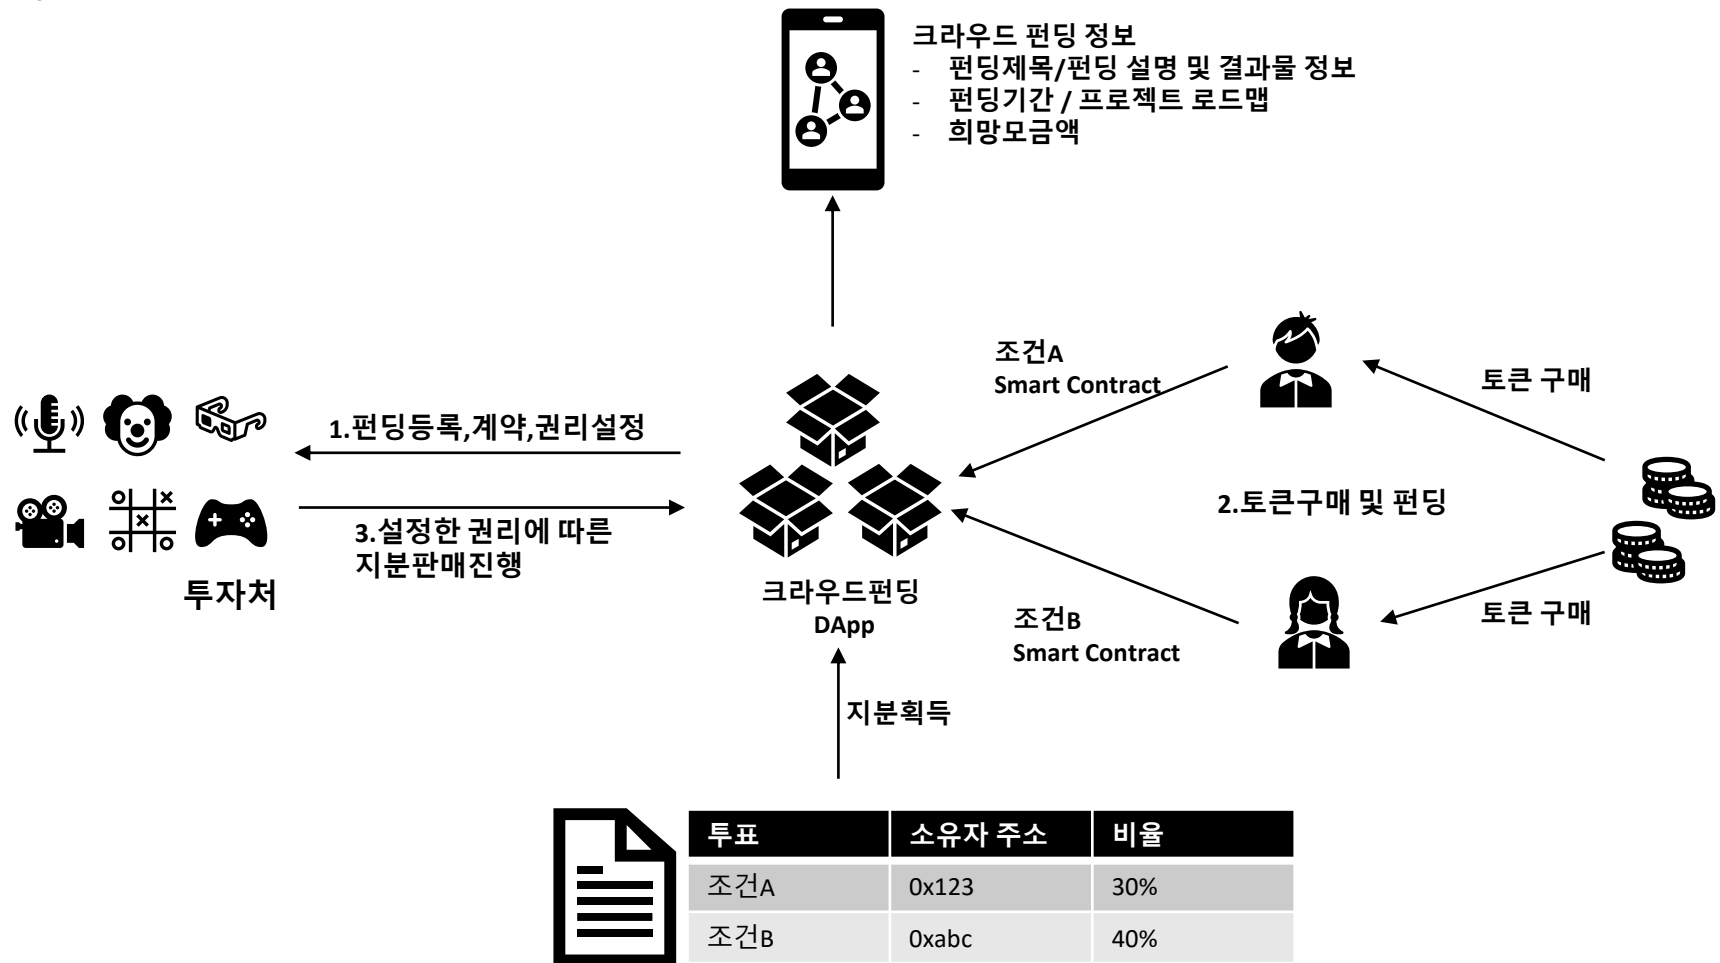 크라우드 펀딩 정보
- 펀딩제목/펀딩 설명 및 결과물 정보
- 펀딩기간 / 프로젝트 로드맵
- 희망모금액
조건A
Smart Contract
토큰 구매
1.펀딩등록,계약,권리설정
2.토큰구매 및 펀딩
3.설정한 권리에 따른
지분판매진행
투자처
크라우드펀딩
DApp
조건B
Smart Contract
토큰 구매
지분획득
투표 소유자 주소 비율
조건A 0x123 30%
조건B 0xabc 40%